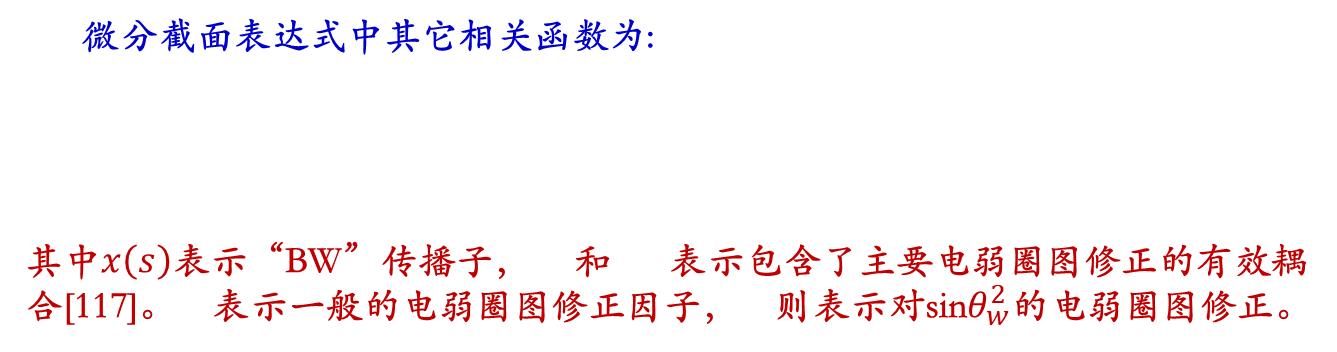 微分截面表达式中其它相关函数为:
其中𝑥(𝑠)表示“BW”传播子， 和 表示包含了主要电弱圈图修正的有效耦
合[117]。 表示一般的电弱圈图修正因子， 则表示对sin𝜃_𝑤^2的电弱圈图修正。